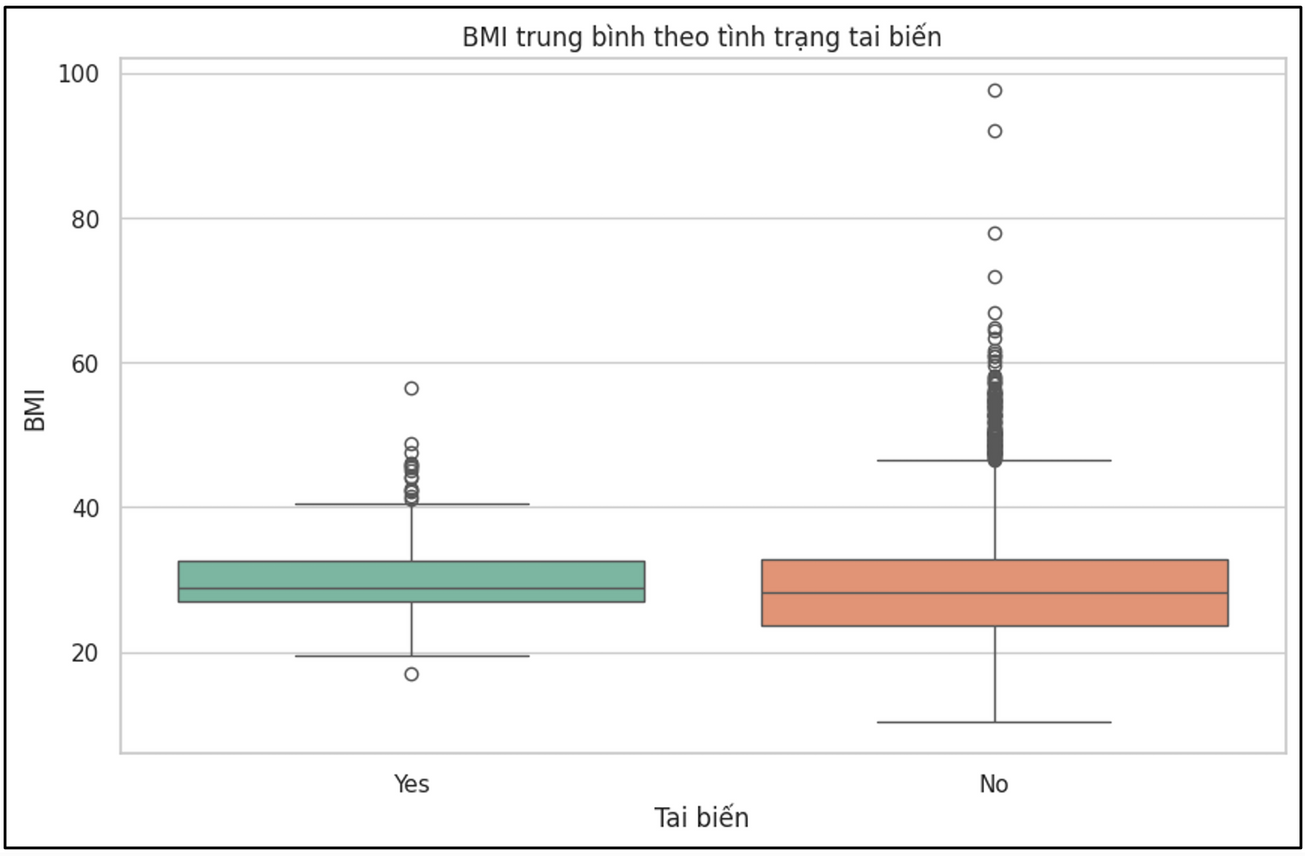 BMI trung bình theo tình trạng tai biến
100
80
60
40
20
BMI
Yes
No
Tai biến